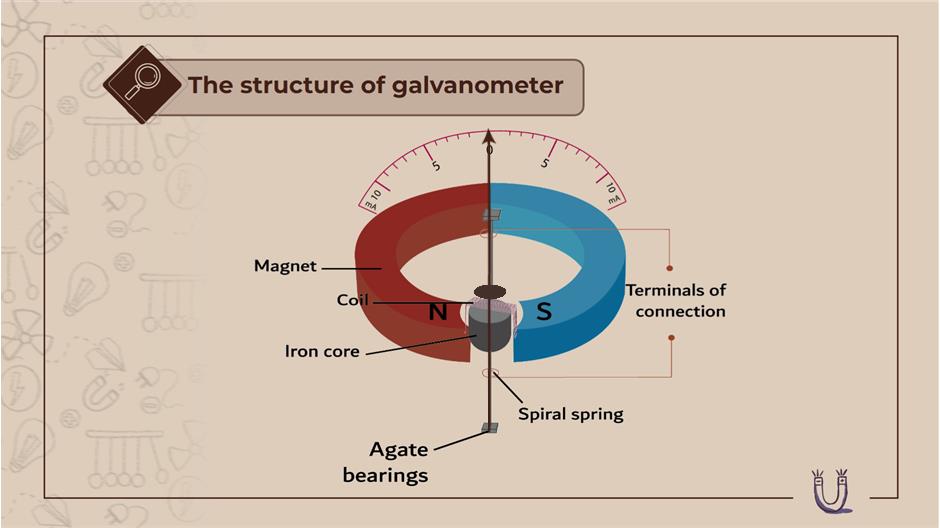 The structure of galvanometer
0
5
5
10
mA
10
mA
Magnet
Coil
N
S
Terminals of
connection
Iron core
Spiral spring
Agate
bearings